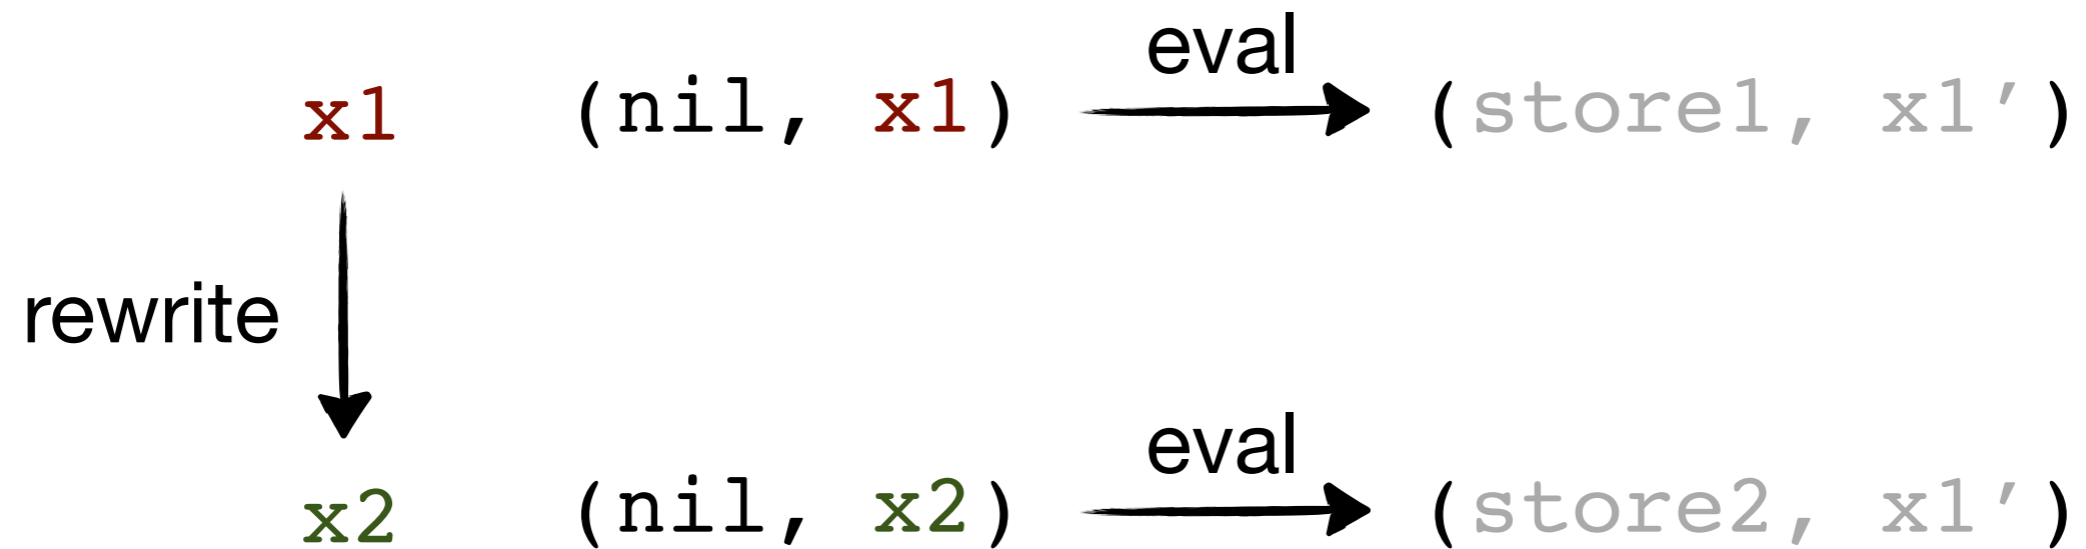 eval
x1 (nil, x1) (store1, x1’)
rewrite
eval
x2 (nil, x2) (store2, x1’)